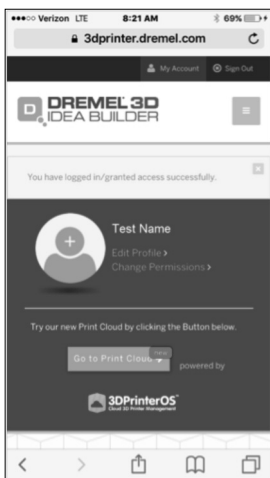 Verizon LTE 8:21 AM 69%
3dprinter.dremel.com
My Account Sign Out
DREMEL 3D
IDEA BUILDER
You have logged in/granted access successfully.
Test Name
Edit Profile >
Change Permissions >
Try our new Print Cloud by clicking the Button below.
new
Go to Print Cloud powered by
3DPrinterOS
Cloud 3D Printer Management